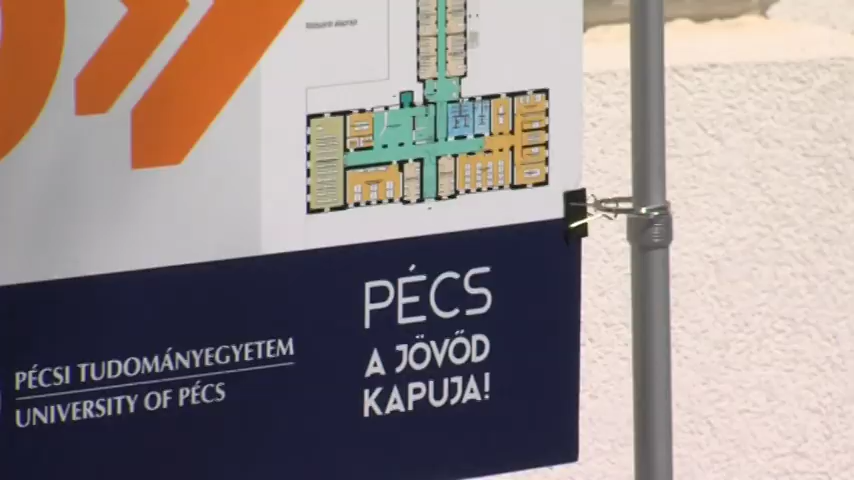 PÉCSI TUDOMÁNYEGYETEM
UNIVERSITY OF PÉCS
PÉCS
A JÖVŐD
KAPUJA!